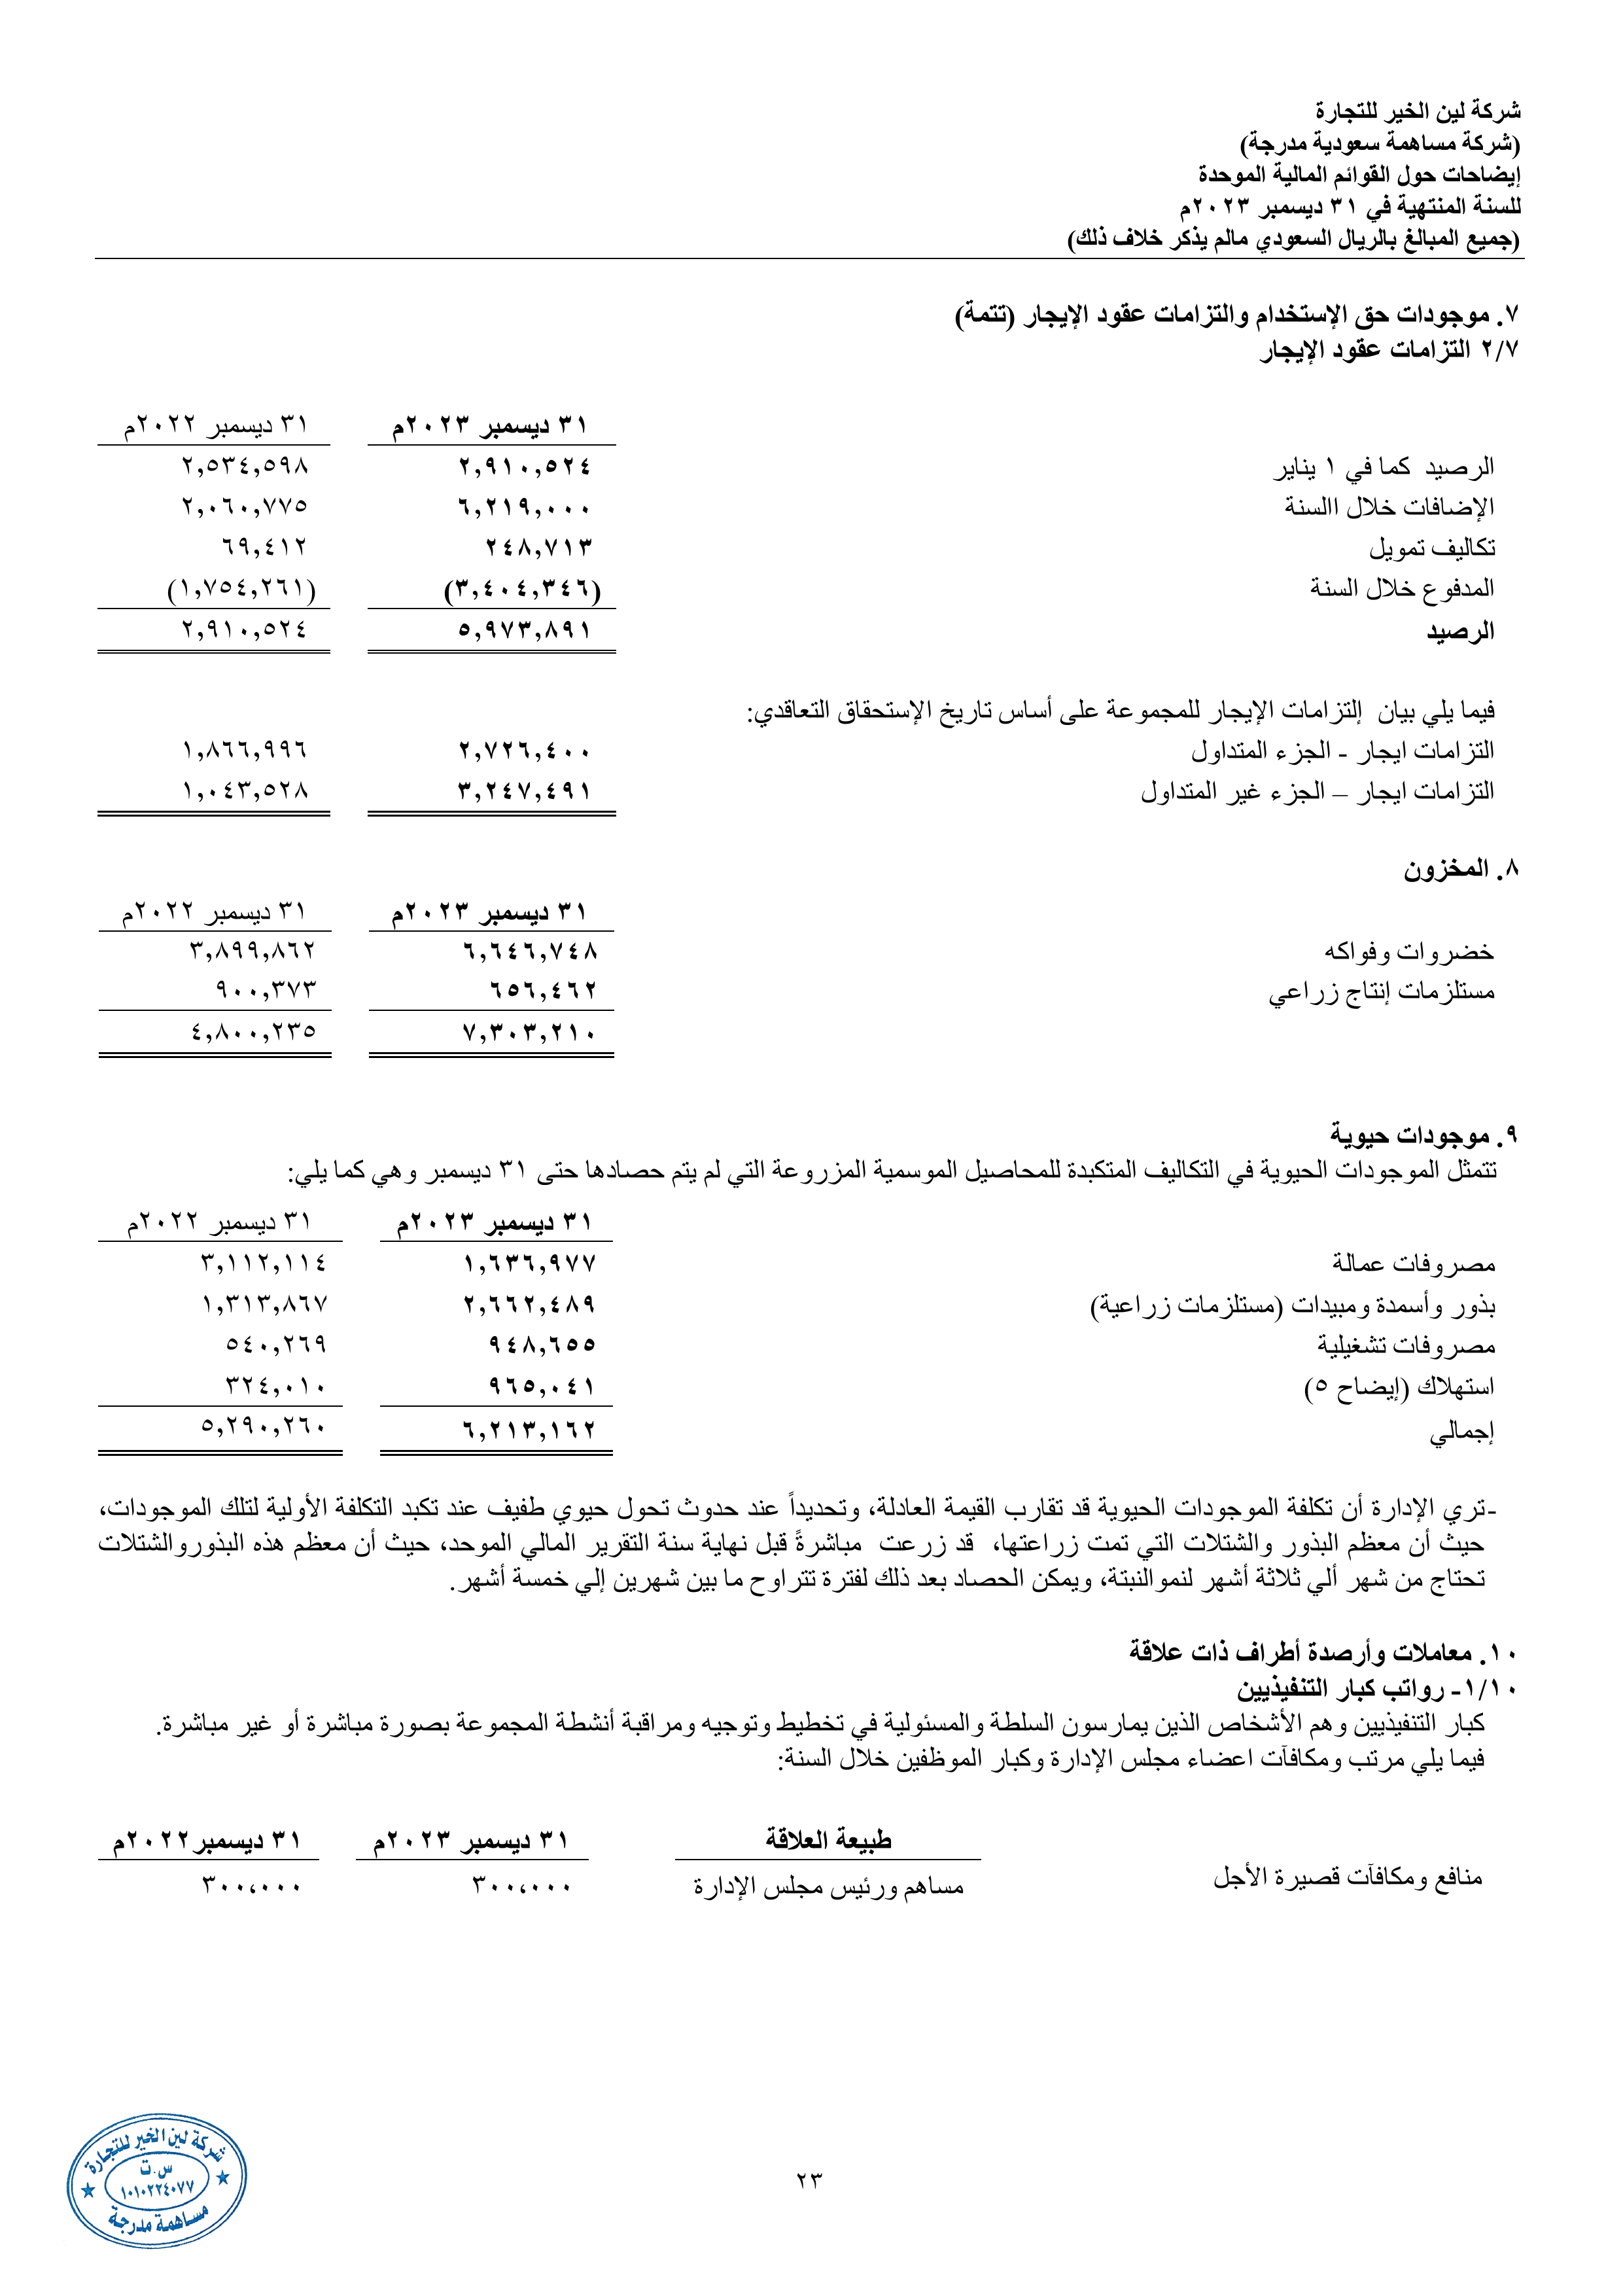 شركة لين الخير للتجارة
(شركة مساهمة سعودية مدرجة)
إيضاحات حول القوائم المالية الموحدة
للسنة المنتهية في ٣١ ديسمبر ٢٠٢٣م
(جميع المبالغ بالريال السعودي مالم يذكر خلاف ذلك)
٧. موجودات حق الإستخدام والتزامات عقود الإيجار (تتمة)
٢/٧ التزامات عقود الإيجار
٣١ ديسمبر ٢٠٢٣م ٣١ ديسمبر ٢٠٢٢م
الرصيد كما في ١ يناير ٢,٩١٠,٥٢٤ ٢,٥٣٤,٥٩٨
الإضافات خلال االسنة ٦,٢١٩,٠٠٠ ٢,٠٦٠,٧٧٥
تكاليف تمويل ٢٤٨,٧١٣ ٦٩,٤١٢
المدفوع خلال السنة (٣,٤٠٤,٣٤٦) (١,٧٥٤,٢٦١)
الرصيد ٥,٩٧٣,٨٩١ ٢,٩١٠,٥٢٤
فيما يلي بيان إلتزامات الإيجار للمجموعة على أساس تاريخ الإستحقاق التعاقدي:
التزامات ايجار - الجزء المتداول ٢,٧٢٦,٤٠٠ ١,٨٦٦,٩٩٦
التزامات ايجار – الجزء غير المتداول ٣,٢٤٧,٤٩١ ١,٠٤٣,٥٢٨
٨. المخزون
٣١ ديسمبر ٢٠٢٣م ٣١ ديسمبر ٢٠٢٢م
خضروات وفواكه ٦,٦٤٦,٧٤٨ ٣,٨٩٩,٨٦٢
مستلزمات إنتاج زراعي ٦٥٦,٤٦٢ ٩٠٠,٣٧٣
٧,٣٠٣,٢١٠ ٤,٨٠٠,٢٣٥
٩. موجودات حيوية
تتمثل الموجودات الحيوية في التكاليف المتكبدة للمحاصيل الموسمية المزروعة التي لم يتم حصادها حتى ٣١ ديسمبر وهي كما يلي:
٣١ ديسمبر ٢٠٢٣م ٣١ ديسمبر ٢٠٢٢م
مصروفات عمالة ١,٦٣٦,٩٧٧ ٣,١١٢,١١٤
بذور وأسمدة ومبيدات (مستلزمات زراعية) ٢,٦٦٢,٤٨٩ ١,٣١٣,٨٦٧
مصروفات تشغيلية ٩٤٨,٦٥٥ ٥٤٠,٢٦٩
استهلاك (إيضاح ٥) ٩٦٥,٠٤١ ٣٢٤,٠١٠
إجمالي ٦,٢١٣,١٦٢ ٥,٢٩٠,٢٦٠
-تري الإدارة أن تكلفة الموجودات الحيوية قد تقارب القيمة العادلة، وتحديداً عند حدوث تحول حيوي طفيف عند تكبد التكلفة الأولية لتلك الموجودات،
حيث أن معظم البذور والشتلات التي تمت زراعتها، قد زرعت مباشرةً قبل نهاية سنة التقرير المالي الموحد، حيث أن معظم هذه البذوروالشتلات
تحتاج من شهر ألي ثلاثة أشهر لنموالنبتة، ويمكن الحصاد بعد ذلك لفترة تتراوح ما بين شهرين إلي خمسة أشهر.
١٠. معاملات وأرصدة أطراف ذات علاقة
١/١٠- رواتب كبار التنفيذيين
كبار التنفيذيين وهم الأشخاص الذين يمارسون السلطة والمسئولية في تخطيط وتوجيه ومراقبة أنشطة المجموعة بصورة مباشرة أو غير مباشرة.
فيما يلي مرتب ومكافآت اعضاء مجلس الإدارة وكبار الموظفين خلال السنة:
طبيعة العلاقة ٣١ ديسمبر ٢٠٢٣م ٣١ ديسمبر٢٠٢٢م
منافع ومكافآت قصيرة الأجل مساهم ورئيس مجلس الإدارة ٣٠٠،٠٠٠ ٣٠٠،٠٠٠
شركة لين الخير للتجارة
س.ت
١٠١٠٢٢٤٠٧٧
مساهمة مدرجة
٢٣